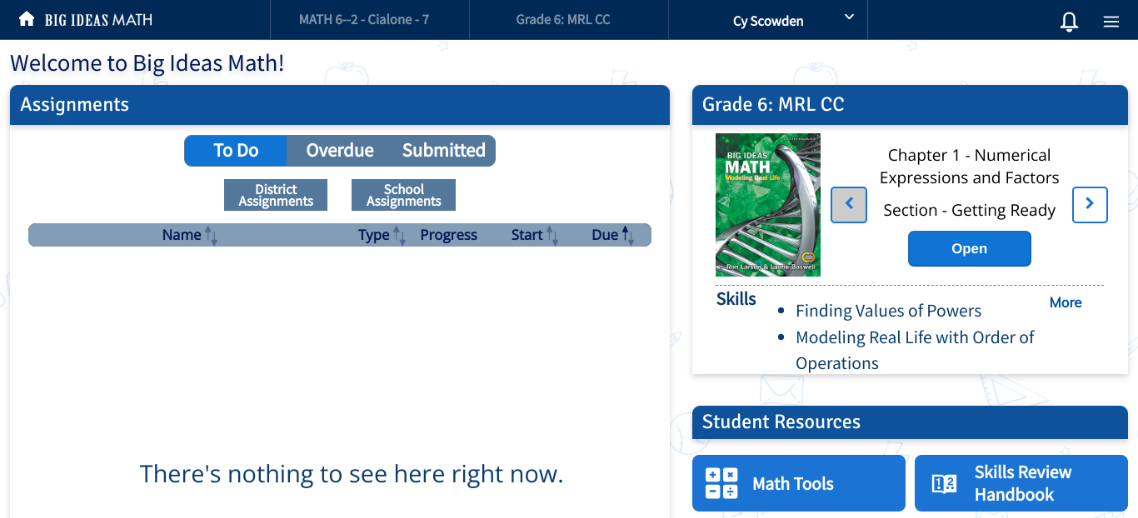 BIG IDEAS MATH
MATH 6--2 - Cialone - 7
Grade 6: MRL CC
Cy Scowden
Welcome to Big Ideas Math!
Assignments
To Do
Overdue
Submitted
District
Assignments
School
Assignments
Name
Type
Progress
Start
Due
There's nothing to see here right now.
Grade 6: MRL CC
BIG IDEAS
MATH
Modeling Real Life
Ron Larson & Laurie Boswell
Chapter 1 - Numerical
Expressions and Factors
Section - Getting Ready
Open
Skills
More
• Finding Values of Powers
• Modeling Real Life with Order of
Operations
Student Resources
Math Tools
Skills Review
Handbook